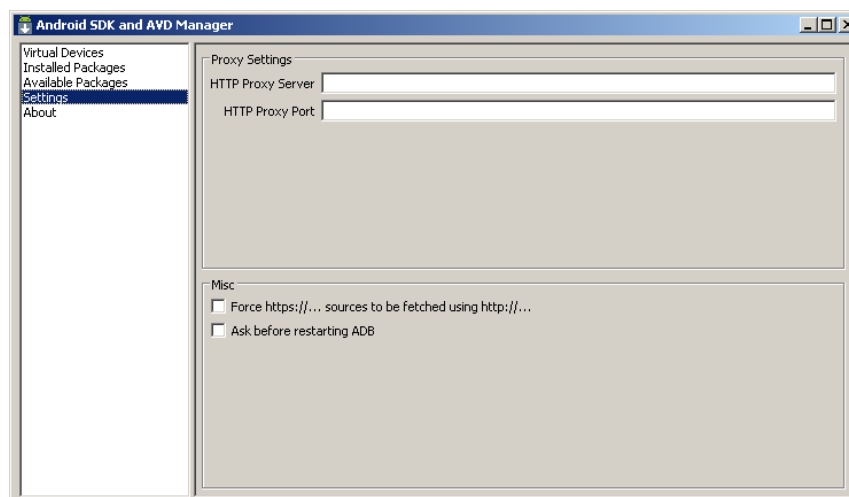 Android SDK and AVD Manager
Virtual Devices
Installed Packages
Available Packages
Settings
About
Proxy Settings
HTTP Proxy Server
HTTP Proxy Port
Misc
Force https://... sources to be fetched using http://...
Ask before restarting ADB